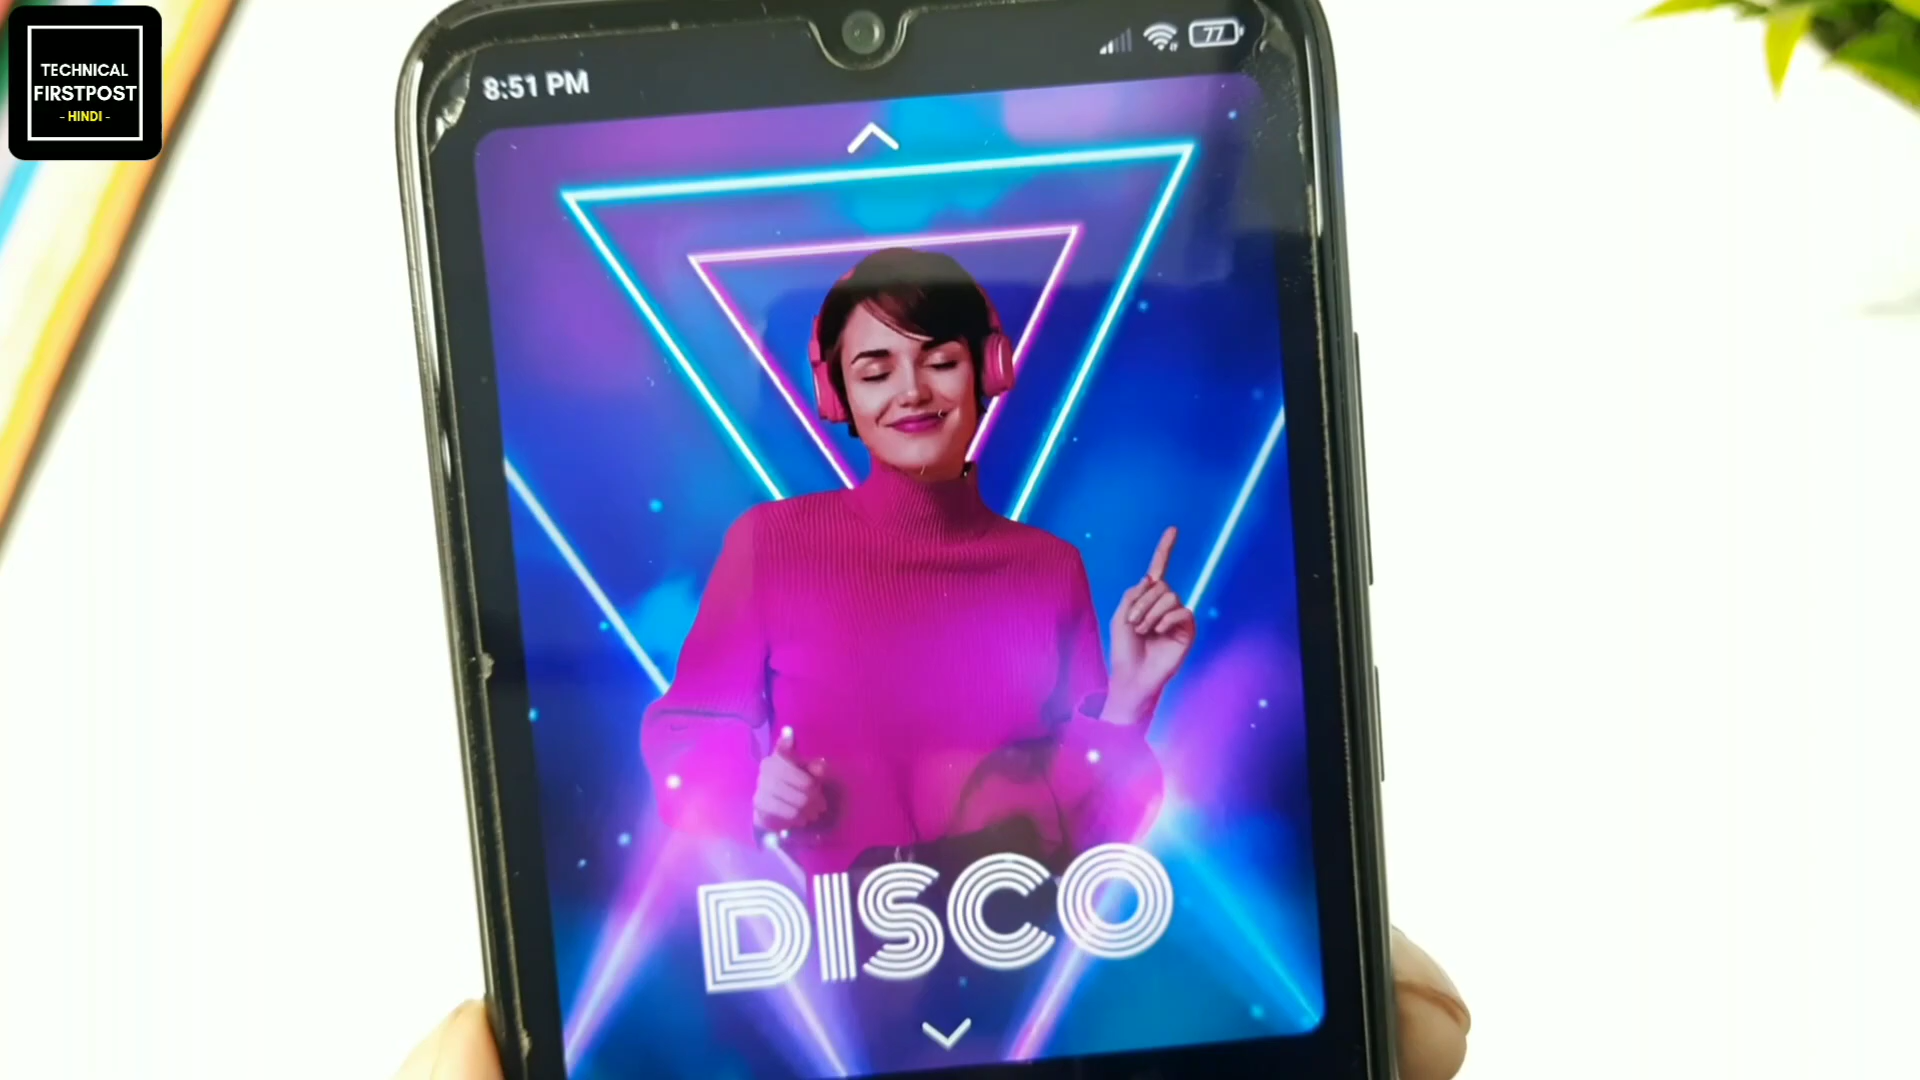 TECHNICAL
FIRSTPOST
- HINDI -
8:51 PM
77
DISCO